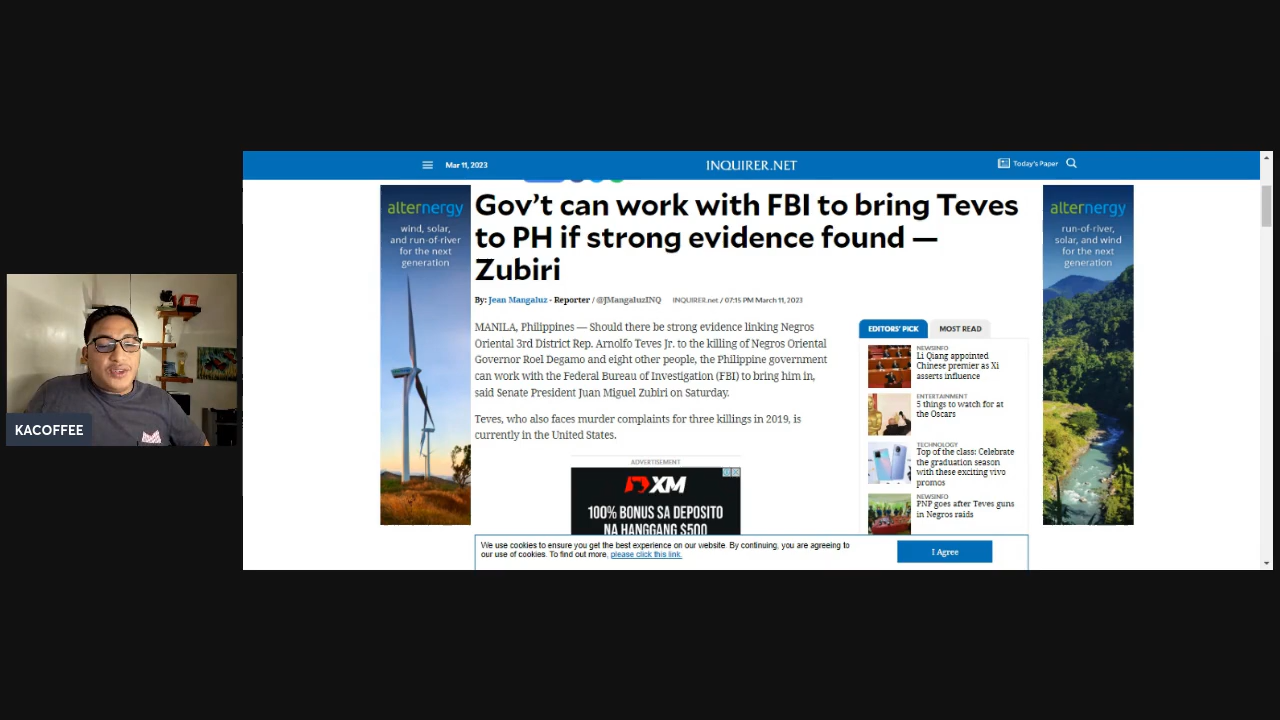 Mar 11, 2023
INQUIRER.NET
Today's Paper
alternergy
wind, solar,
and run-of-river
for the next
generation
Gov't can work with FBI to bring Teves
to PH if strong evidence found —
Zubiri
By: Jean Mangaluz - Reporter / @JMangaluzINQ
INQUIRER.net / 07:15 PM March 11, 2023
MANILA, Philippines — Should there be strong evidence linking Negros
Oriental 3rd District Rep. Arnolfo Teves Jr. to the killing of Negros Oriental
Governor Roel Degamo and eight other people, the Philippine government
can work with the Federal Bureau of Investigation (FBI) to bring him in,
said Senate President Juan Miguel Zubiri on Saturday.
Teves, who also faces murder complaints for three killings in 2019, is
currently in the United States.
ADVERTISEMENT
XM
100% BONUS SA DEPOSITO
NA HANGGANG $500
EDITORS' PICK
MOST READ
NEWSINFO
Li Qiang appointed
Chinese premier as Xi
asserts influence
ENTERTAINMENT
5 things to watch for at
the Oscars
TECHNOLOGY
Top of the class: Celebrate
the graduation season
with these exciting vivo
promos
NEWSINFO
PNP goes after Teves guns
in Negros raids
alternergy
run-of-river,
solar, and wind
for the next
generation
We use cookies to ensure you get the best experience on our website. By continuing, you are agreeing to
our use of cookies. To find out more, please click this link.
I Agree
KACOFFEE